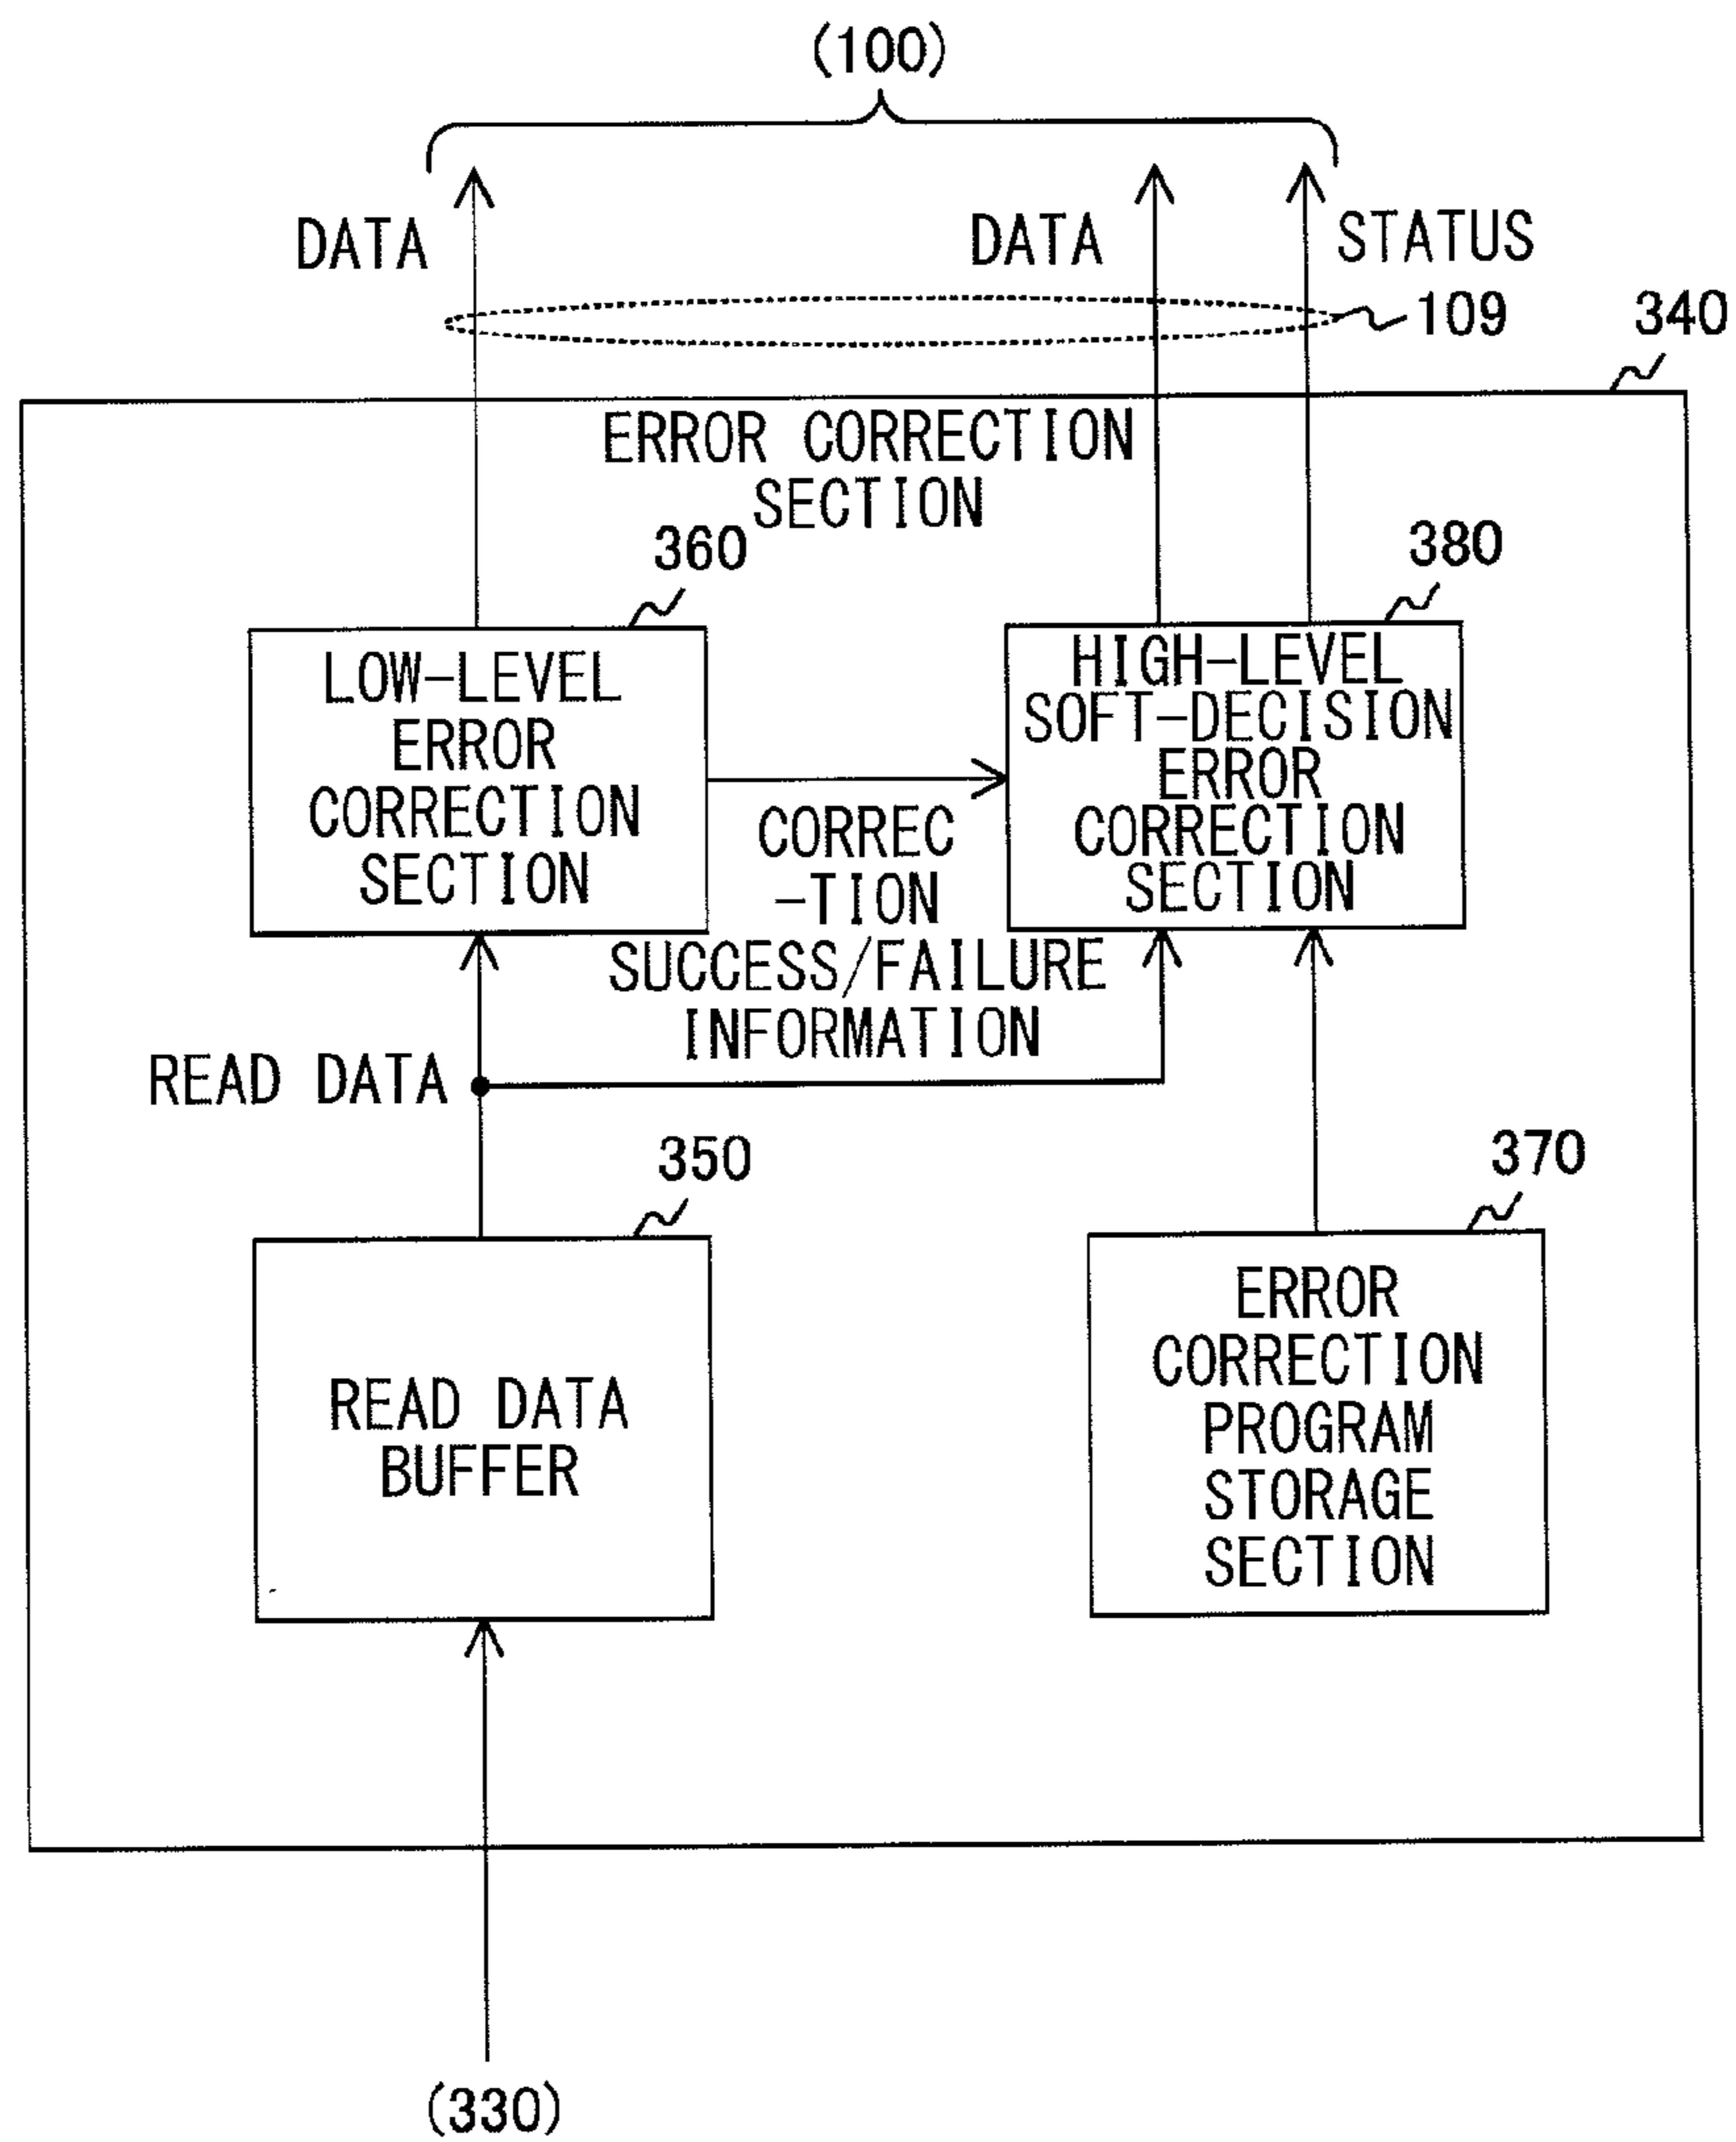 (100)
DATA
DATA
STATUS
109
340
ERROR CORRECTION
SECTION
360
380
LOW-LEVEL
ERROR
CORRECTION
SECTION
HIGH-LEVEL
SOFT-DECISION
ERROR
CORRECTION
SECTION
CORREC
-TION
SUCCESS/FAILURE
INFORMATION
READ DATA
350
370
READ DATA
BUFFER
ERROR
CORRECTION
PROGRAM
STORAGE
SECTION
(330)